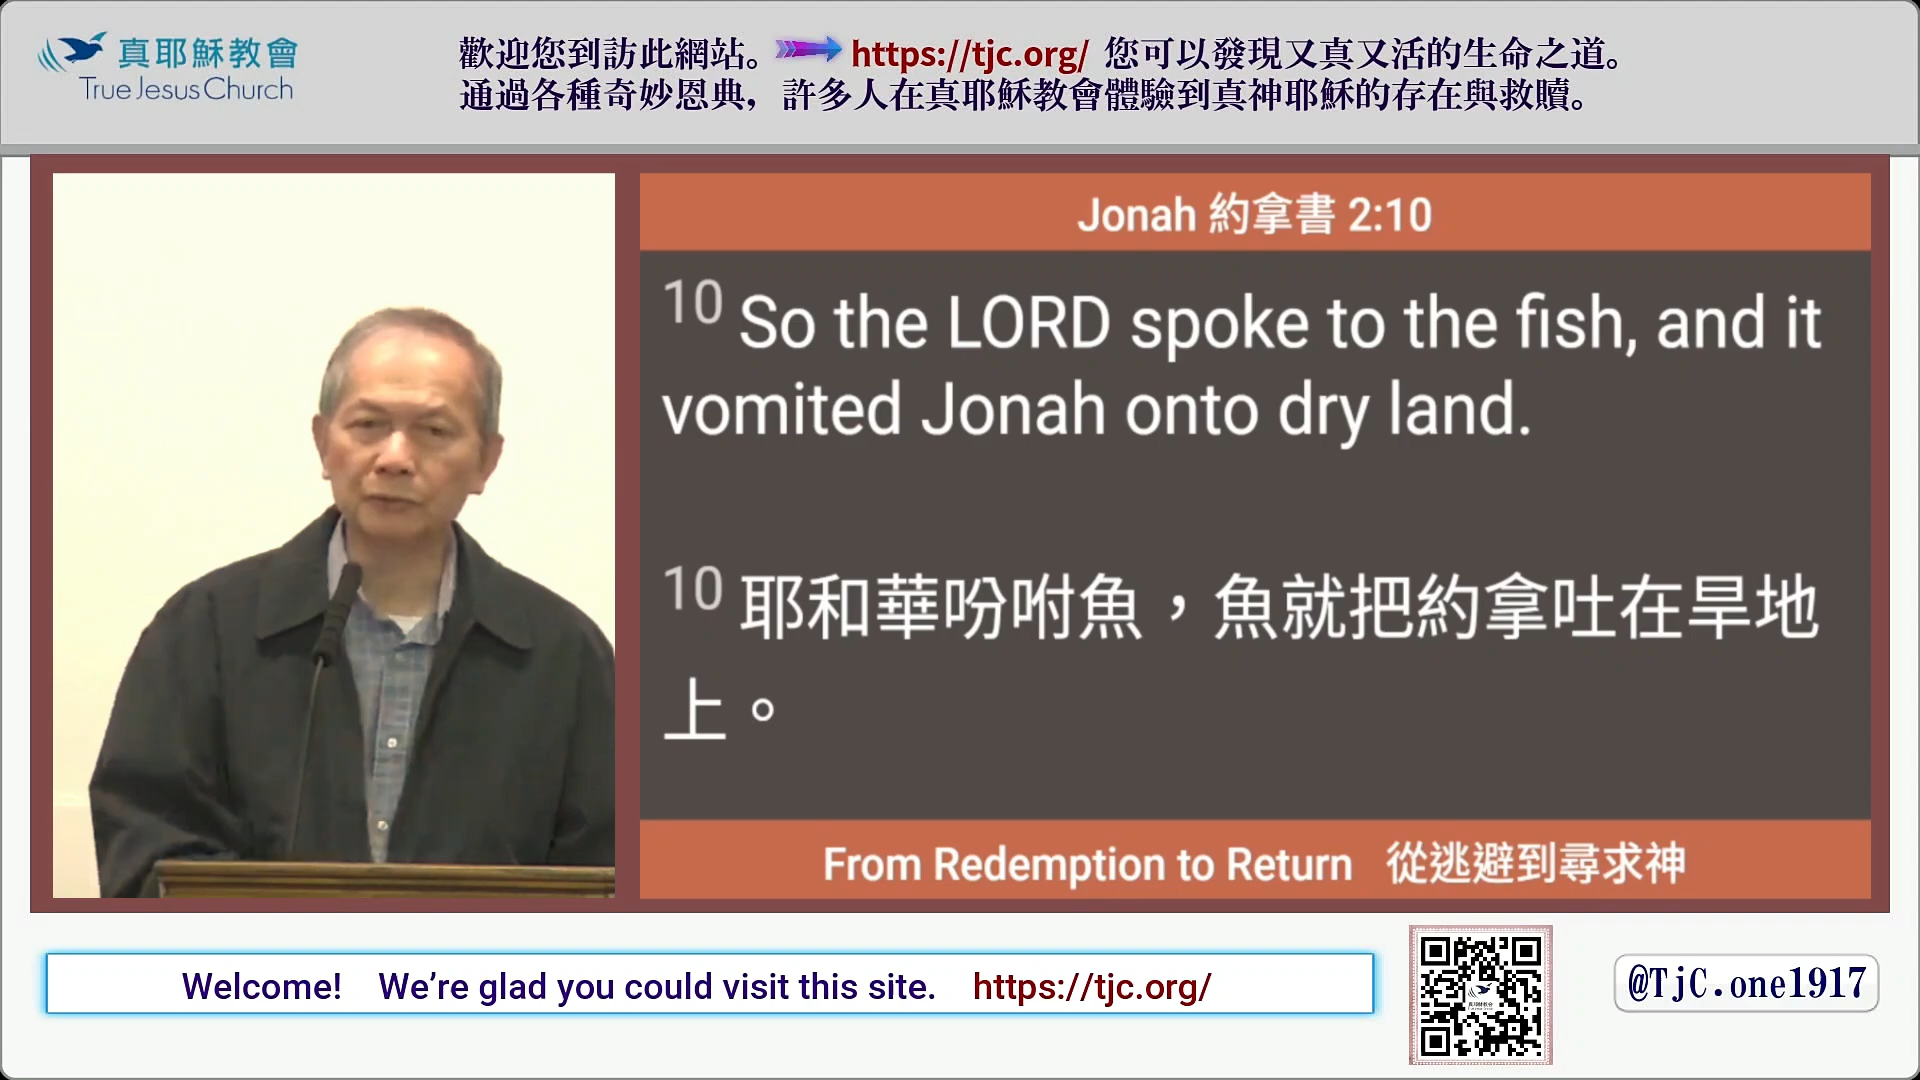 真耶穌教會
True Jesus Church
歡迎您到訪此網站。 https://tjc.org/ 您可以發現又真又活的生命之道。
通過各種奇妙恩典，許多人在真耶穌教會體驗到真神耶穌的存在與救贖。
Jonah 約拿書 2:10
10 So the LORD spoke to the fish, and it
vomited Jonah onto dry land.
10 耶和華吩咐魚，魚就把約拿吐在旱地
上。
From Redemption to Return 從逃避到尋求神
Welcome! We’re glad you could visit this site. https://tjc.org/
@TjC.one1917